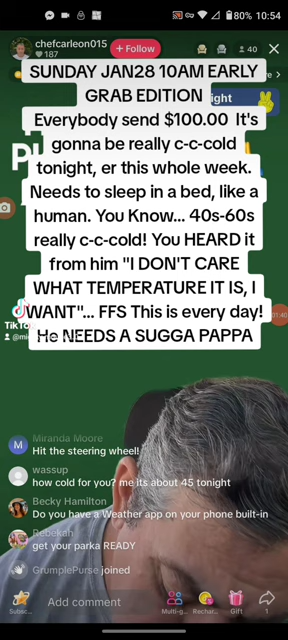 80% 10:54
chefcarleon015
187
+ Follow
40
SUNDAY JAN28 10AM EARLY
GRAB EDITION
Everybody send $100.00 It's
gonna be really c-c-cold
tonight, er this whole week.
Needs to sleep in a bed, like a
human. You Know... 40s-60s
really c-c-cold! You HEARD it
from him "I DON'T CARE
WHAT TEMPERATURE IT IS, I
WANT"... FFS This is every day!
He NEEDS A SUGGA PAPPA
TikTo
01:40
Miranda Moore
Hit the steering wheel!
wassup
how cold for you? me its about 45 tonight
Becky Hamilton
Do you have a Weather app on your phone built-in
Rebekah
get your parka READY
GrumplePurse joined
Subsc...
Add comment
Multi-g...
Rechar...
Gift
1